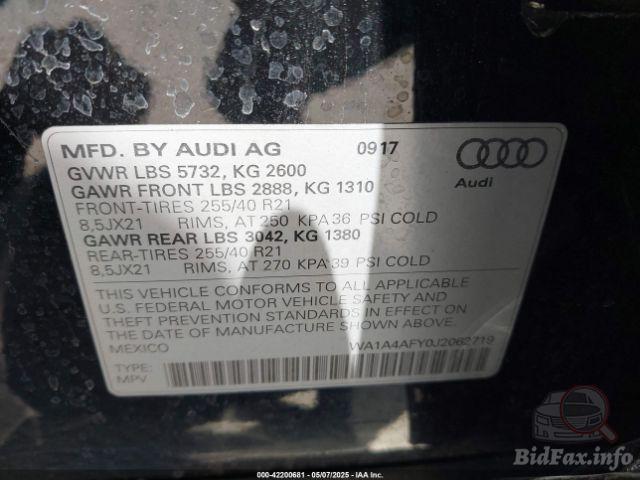 MFD. BY AUDI AG 0917
GVWR LBS 5732, KG 2600
GAWR FRONT LBS 2888, KG 1310
FRONT-TIRES 255/40 R21
8,5JX21 RIMS, AT 250 KPA 36 PSI COLD
GAWR REAR LBS 3042, KG 1380
REAR-TIRES 255/40 R21
8,5JX21 RIMS, AT 270 KPA 39 PSI COLD
Audi
THIS VEHICLE CONFORMS TO ALL APPLICABLE
U.S. FEDERAL MOTOR VEHICLE SAFETY AND
THEFT PREVENTION STANDARDS IN EFFECT ON
THE DATE OF MANUFACTURE SHOWN ABOVE.
MEXICO WA1A4AFY0J2062719
TYPE:
MPV
BidFax.info
000-42200681 - 05/07/2025 - IAA Inc.